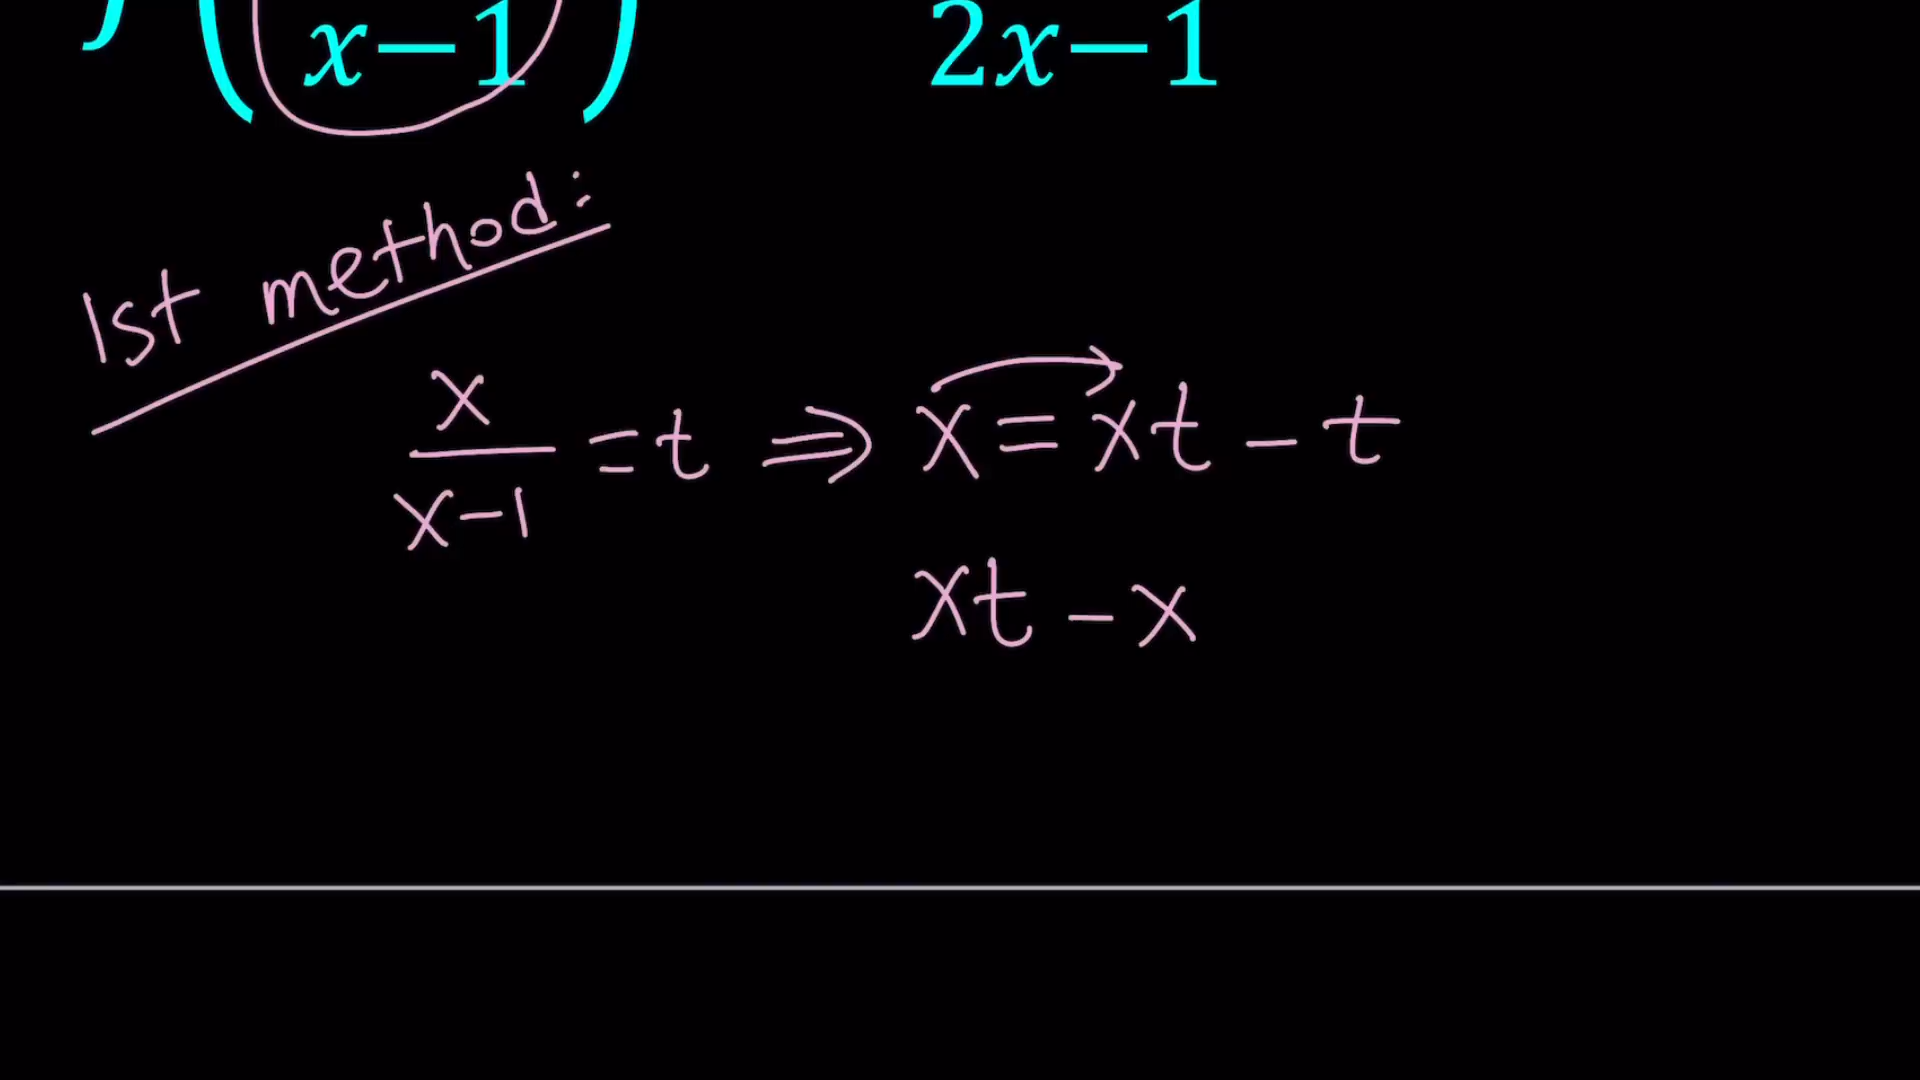 x−1 2x−1
1st method:
x
—— = t ⇒ x = xt − t
x−1
xt − x